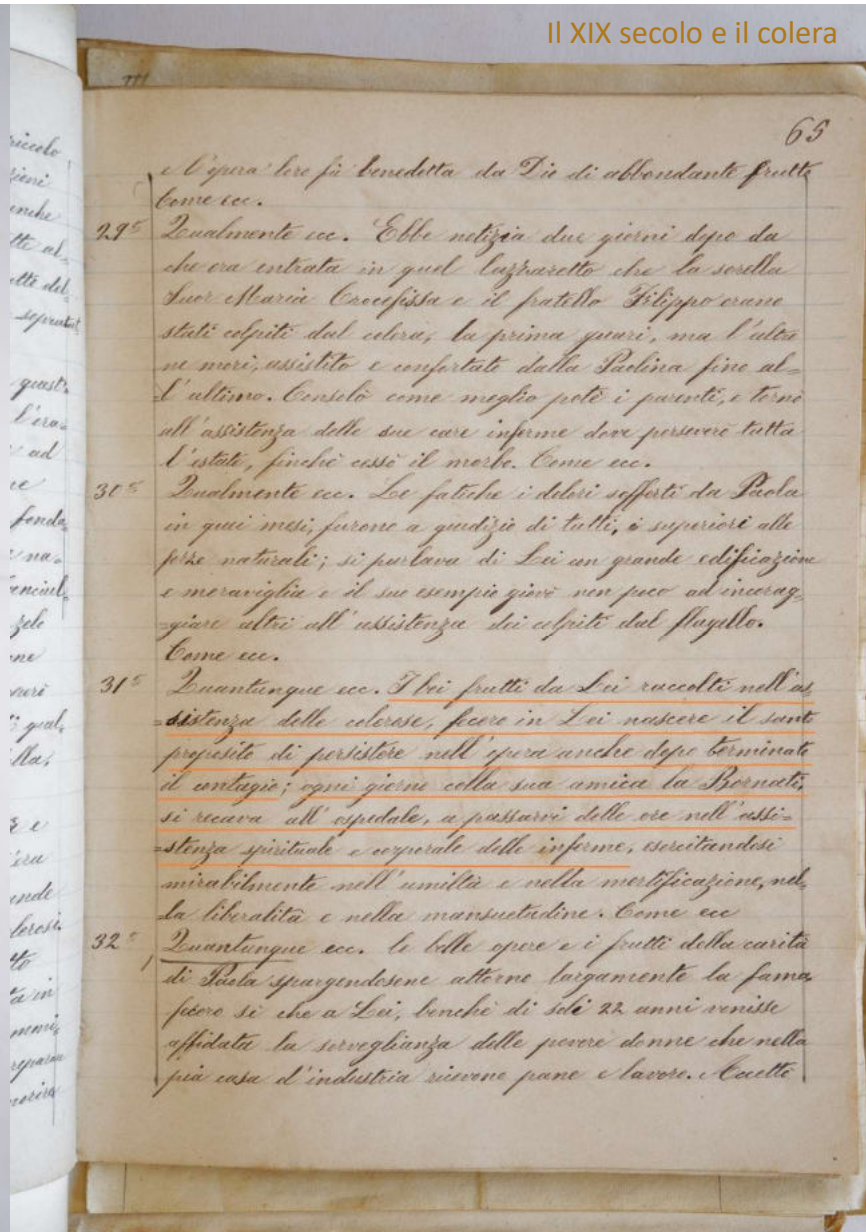 Il XIX secolo e il colera
65
e l'opera loro fù benedetta da Dio di abbondante frutto
Come ecc.
29° Qualmente ecc. Ebbe notizia due giorni dopo da
che era entrata in quel lazzaretto che la sorella
Suor Maria Crocefissa e il fratello Filippo erano
stati colpiti dal colera, la prima guarì, ma l'altro
ne morì, assistito e confortato dalla Paolina fino al=
=l'ultimo. Consolò come meglio potè i parenti, e tornò
all'assistenza delle sue care inferme dove perseverò tutta
l'estate, finchè cessò il morbo. Come ecc.
30° Qualmente ecc. Le fatiche i dolori sofferti da Paola
in quei mesi, furono a giudizio di tutti, superiori alle
forze naturali; si parlava di Lei con grande edificazione
e meraviglia e il suo esempio giovò non poco ad incorag=
=giare altri all'assistenza dei colpiti dal flagello.
Come ecc.
31° Quantunque ecc. I bei frutti da Lei raccolti nell'as=
=sistenza delle colerose, fecero in Lei nascere il santo
proposito di persistere nell'opera anche dopo terminato
il contagio; ogni giorno colla sua amica la Bornati,
si recava all'ospedale, a passarvi delle ore nell'assi=
=stenza spirituale e corporale delle inferme, esercitandosi
mirabilmente nell'umiltà e nella mortificazione, nel=
=la liberalità e nella mansuetudine. Come ecc
32° Quantunque ecc. le belle opere e i frutti della carità
di Paola spargendosene attorno largamente la fama,
fecero sì che a Lei, benchè di soli 22 anni venisse
affidata la sorveglianza delle povere donne che nella
pia casa d'industria ricevono pane e lavoro. Accettò